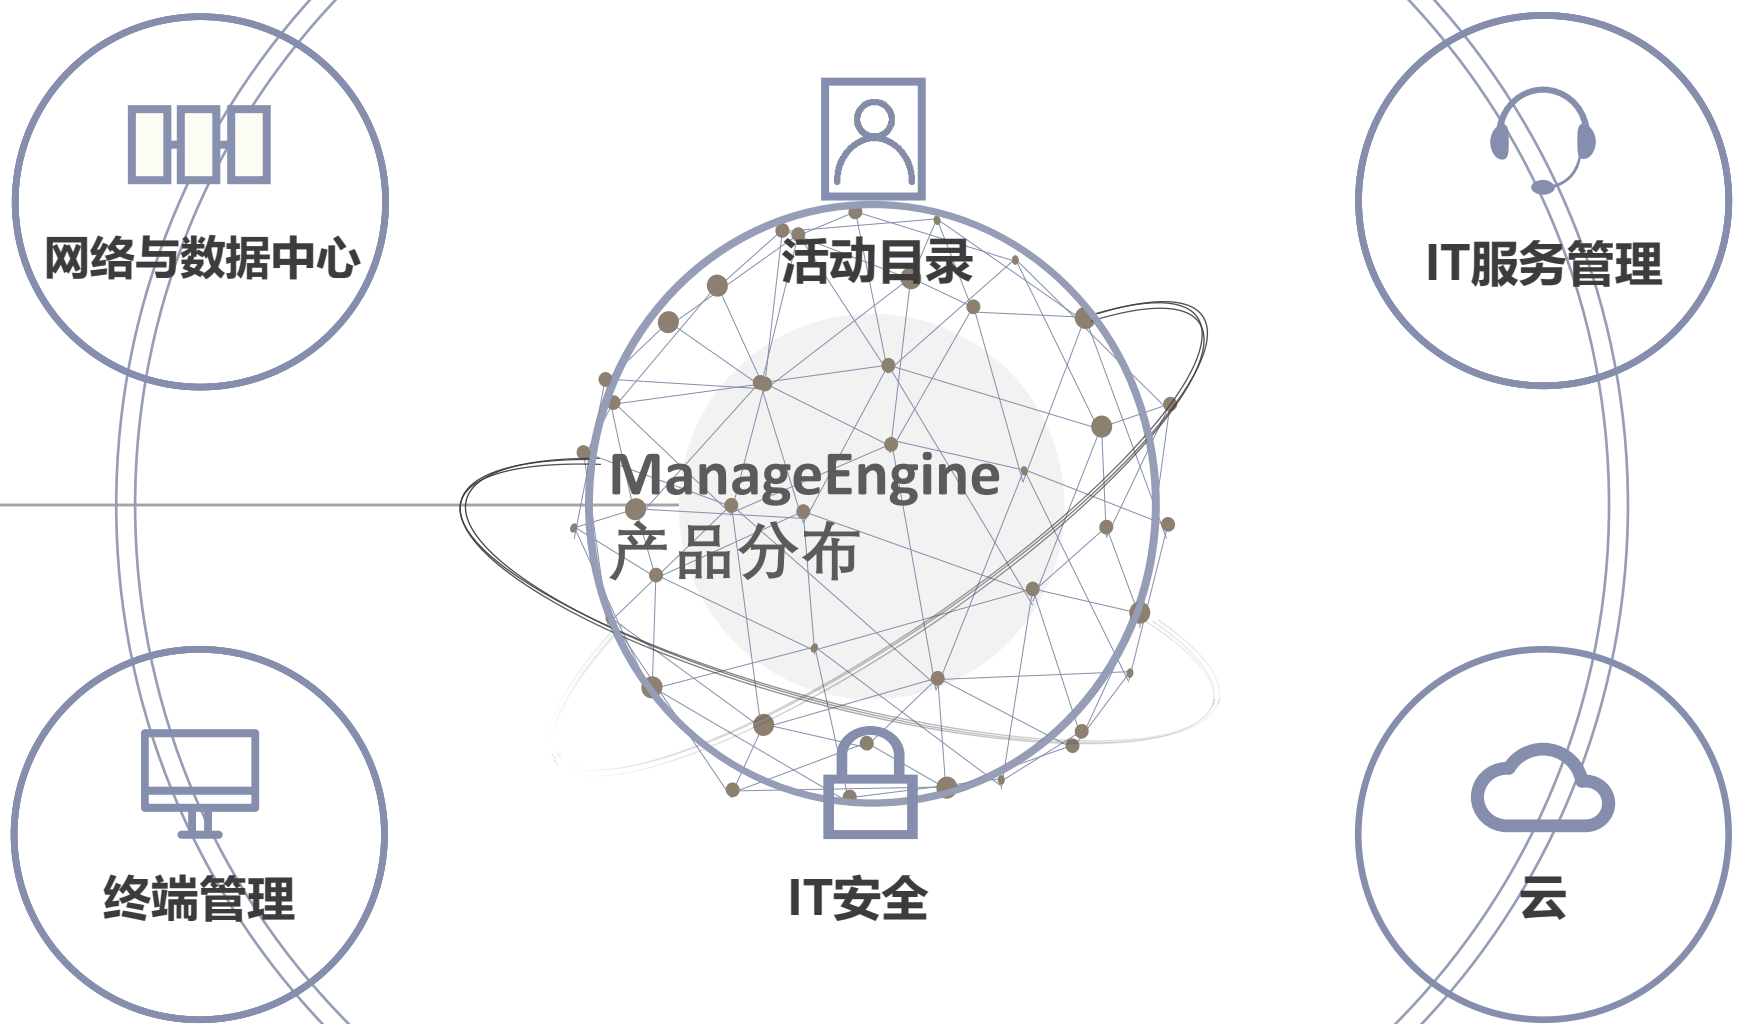 网络与数据中心
活动目录
IT服务管理
ManageEngine
产品分布
终端管理
IT安全
云